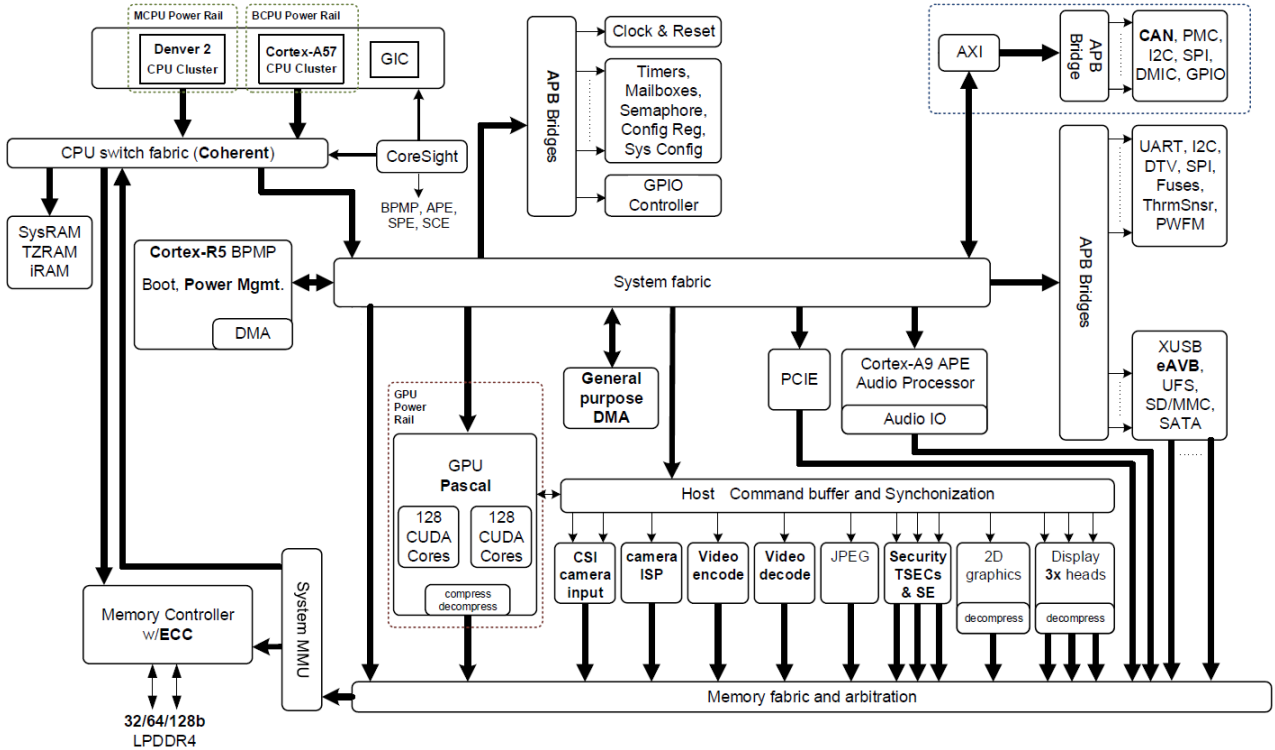 MCPU Power Rail
BCPU Power Rail
Denver 2
CPU Cluster
Cortex-A57
CPU Cluster
GIC
CPU switch fabric (Coherent)
CoreSight
BPMP, APE,
SPE, SCE
SysRAM
TZRAM
iRAM
Cortex-R5 BPMP
Boot, Power Mgmt.
DMA
APB Bridges
Clock & Reset
Timers,
Mailboxes,
Semaphore,
Config Reg,
Sys Config
GPIO
Controller
AXI
APB
Bridge
CAN, PMC,
I2C, SPI,
DMIC, GPIO
APB Bridges
UART, I2C,
DTV, SPI,
Fuses,
ThrmSnsr,
PWFM
XUSB
eAVB,
UFS,
SD/MMC,
SATA
System fabric
GPU
Power
Rail
GPU
Pascal
128
CUDA
Cores
128
CUDA
Cores
compress
decompress
General
purpose
DMA
PCIE
Cortex-A9 APE
Audio Processor
Audio IO
Host Command buffer and Synchonization
CSI
camera
input
camera
ISP
Video
encode
Video
decode
JPEG
Security
TSECs
& SE
2D
graphics
decompress
Display
3x heads
decompress
System MMU
Memory Controller
w/ECC
32/64/128b
LPDDR4
Memory fabric and arbitration